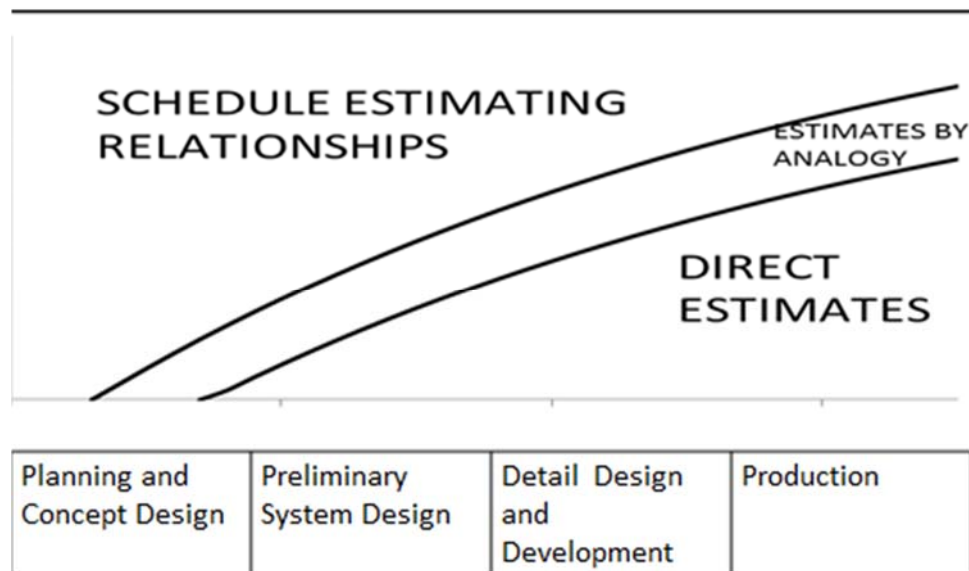 SCHEDULE ESTIMATING
RELATIONSHIPS
ESTIMATES BY
ANALOGY
DIRECT
ESTIMATES
Planning and
Concept Design
Preliminary
System Design
Detail Design
and
Development
Production